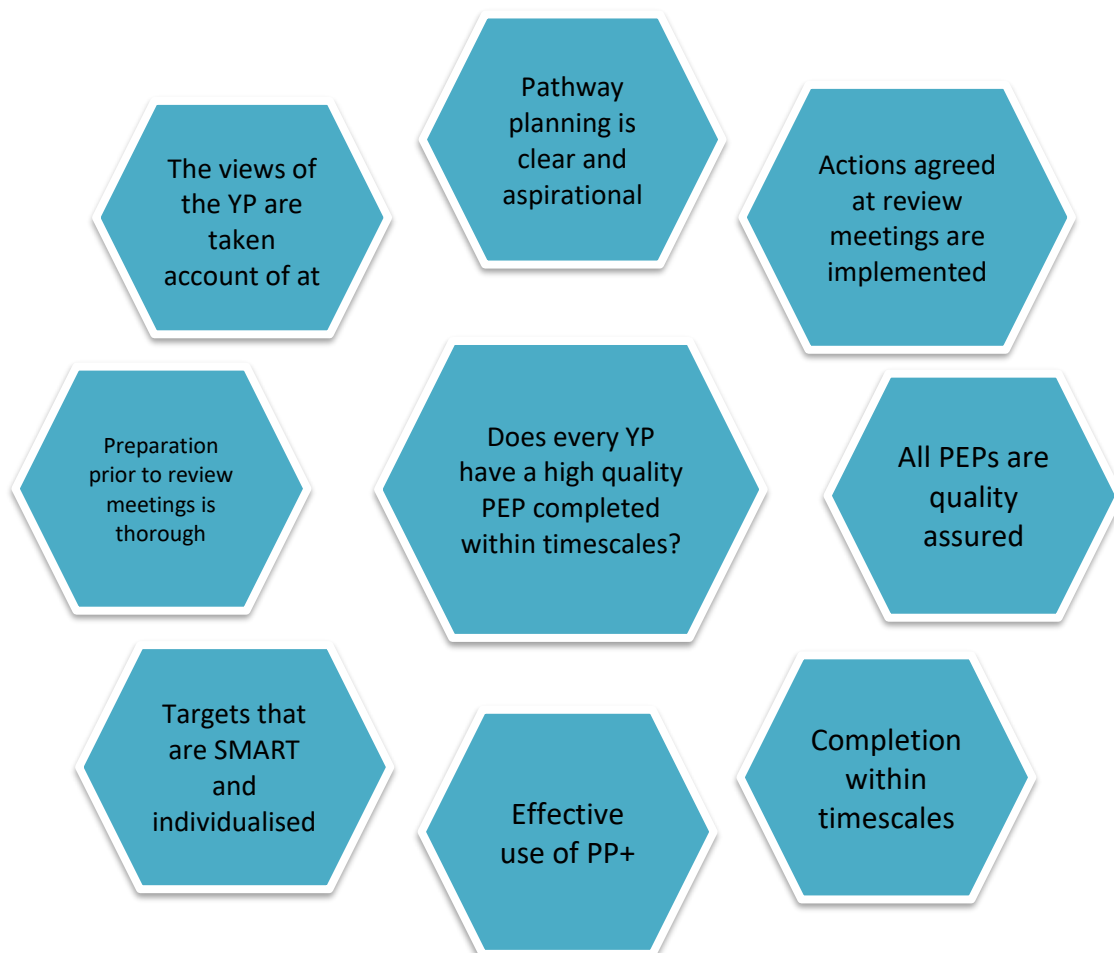 Pathway
planning is
clear and
aspirational
The views of
the YP are
taken
account of at
Actions agreed
at review
meetings are
implemented
Preparation
prior to review
meetings is
thorough
Does every YP
have a high quality
PEP completed
within timescales?
All PEPs are
quality
assured
Targets that
are SMART
and
individualised
Effective
use of PP+
Completion
within
timescales